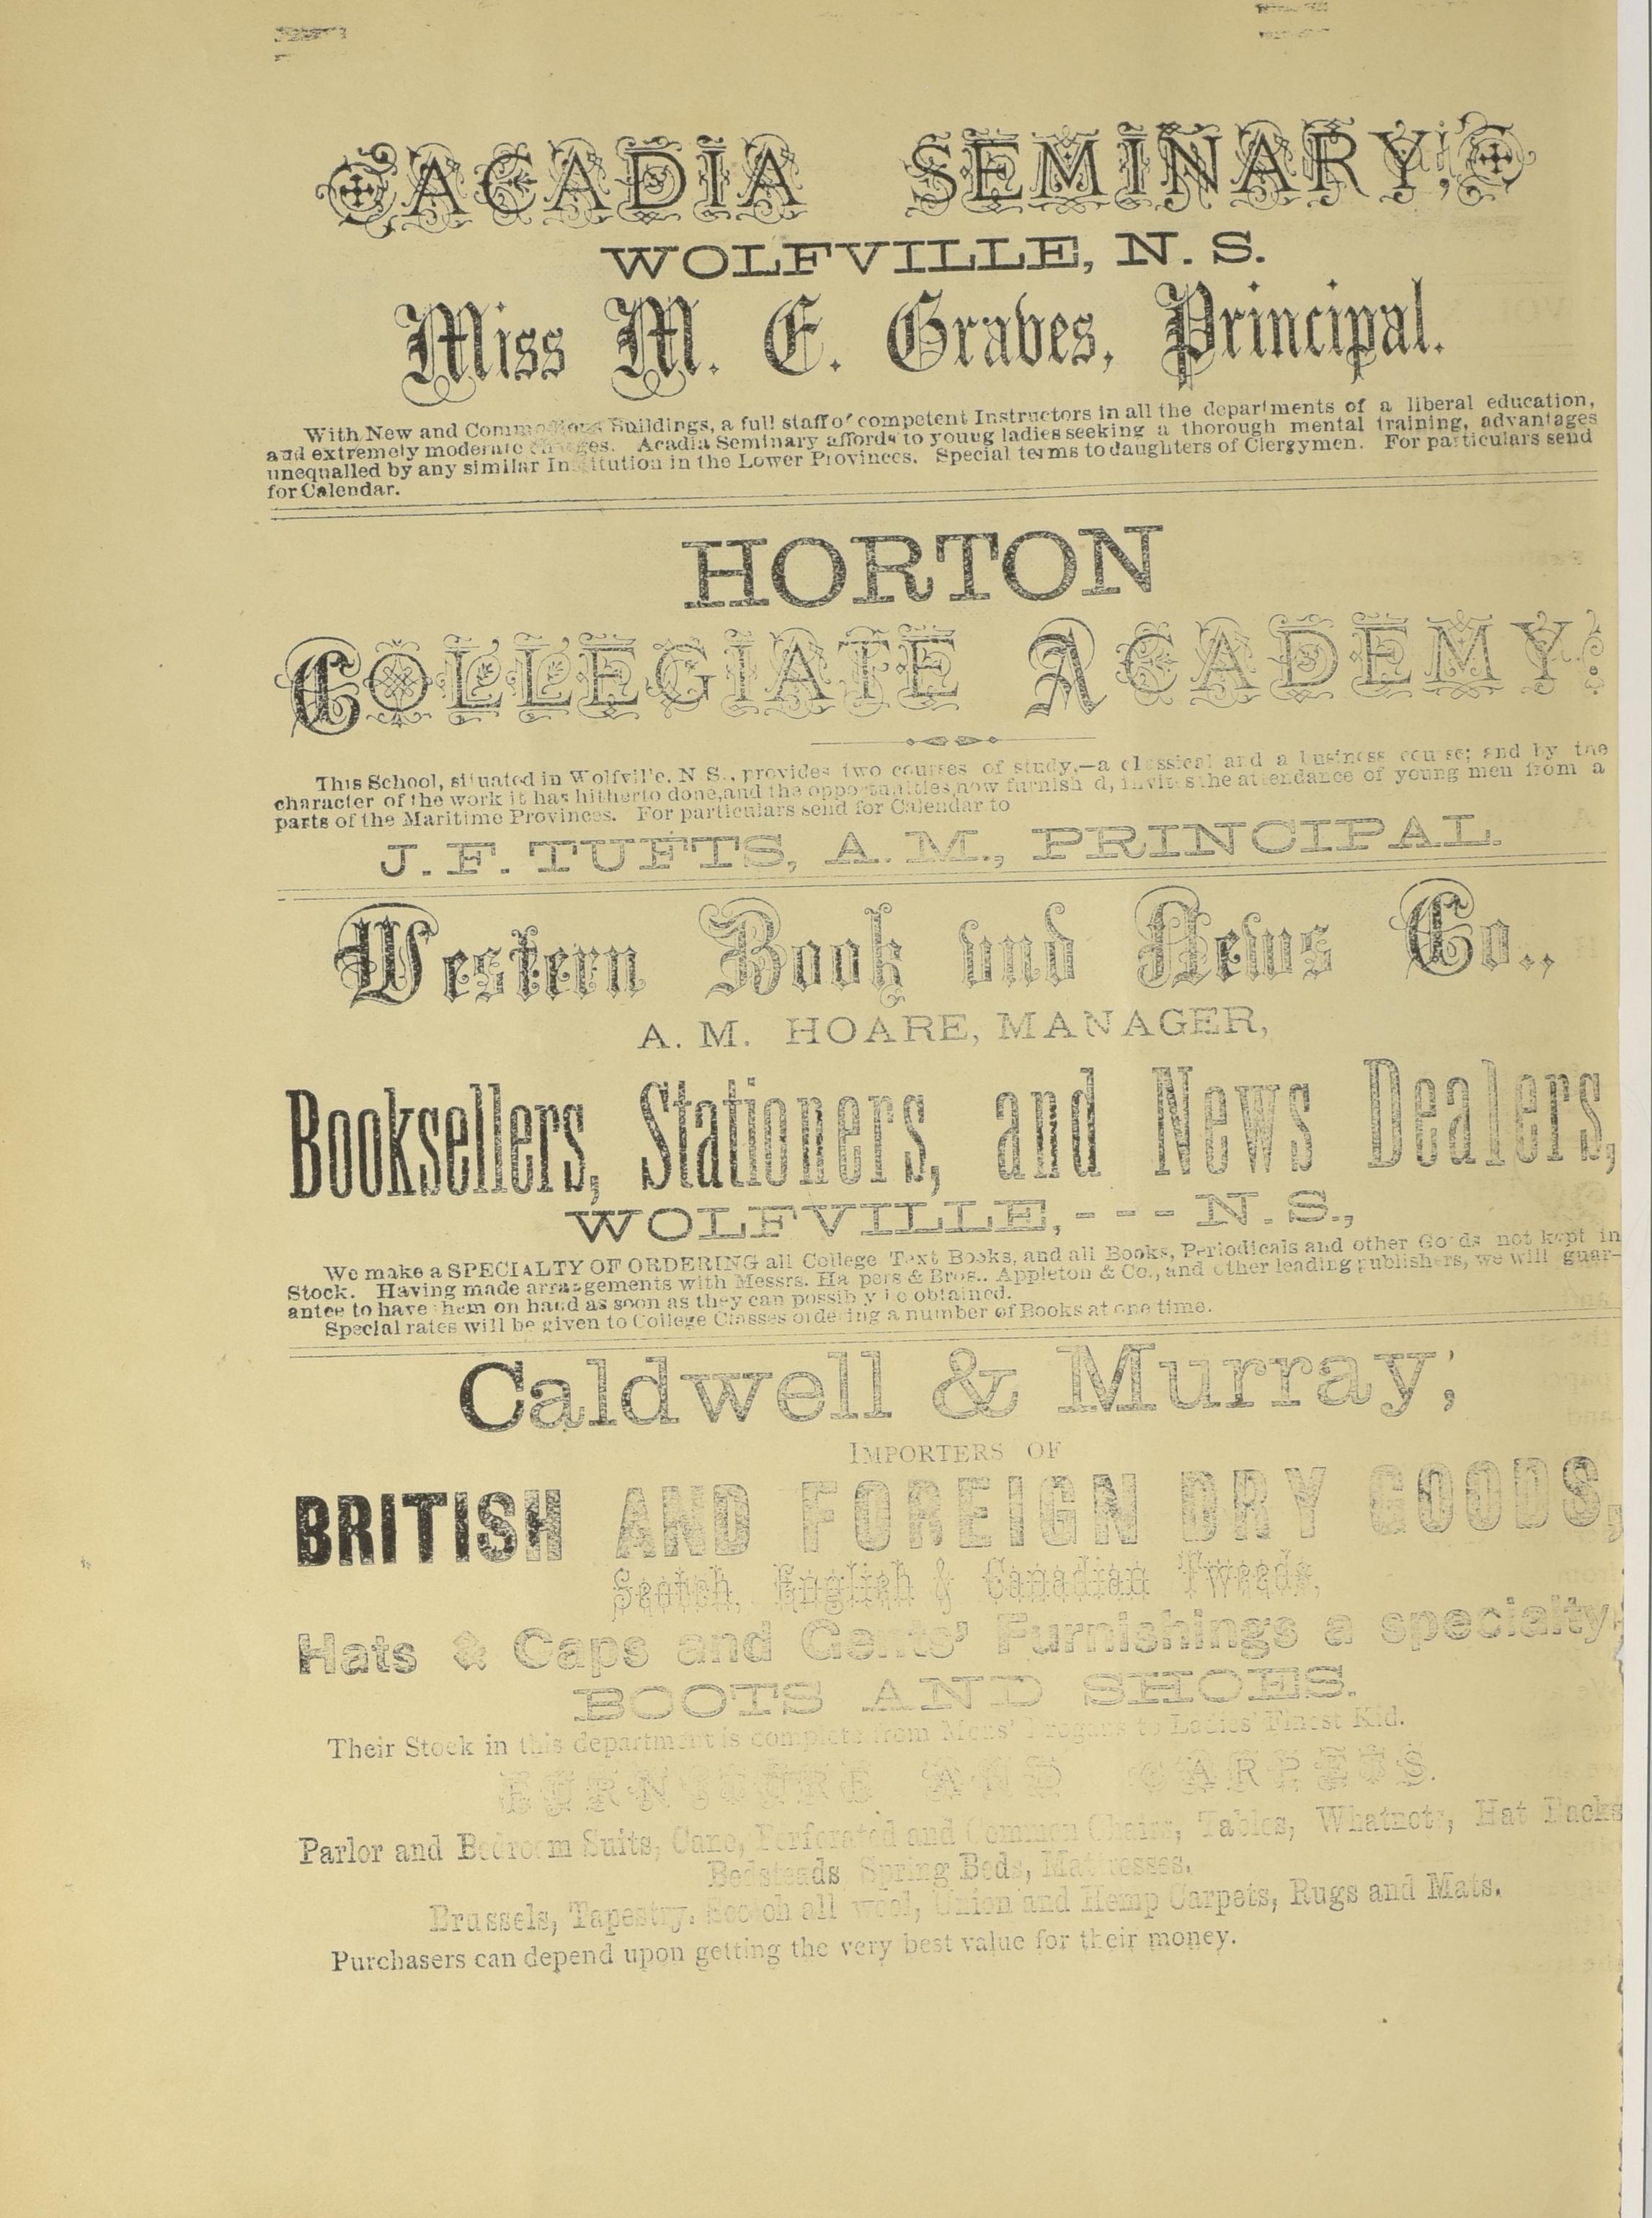 ACADIA SEMINARY,
WOLFVILLE, N. S.
Miss M. E. Graves, Principal.
With New and Commodious Buildings, a full staff of competent Instructors in all the departments of a liberal education,
and extremely moderate charges. Acadia Seminary affords to youug ladies seeking a thorough mental training, advantages
unequalled by any similar Institution in the Lower Provinces. Special terms to daughters of Clergymen. For particulars send
for Calendar.
HORTON
COLLEGIATE ACADEMY:
This School, situated in Wolfville, N. S., provides two courses of study,—a classical and a business course; and by the
character of the work it has hitherto done, and the opportunities now furnished, invites the attendance of young men from a
parts of the Maritime Provinces. For particulars send for Calendar to
J. F. TUFTS, A. M., PRINCIPAL.
Western Book and News Co.,
A. M. HOARE, MANAGER,
Booksellers, Stationers, and News Dealers,
WOLFVILLE, - - - N. S.,
We make a SPECIALTY OF ORDERING all College Text Books, and all Books, Periodicals and other Goods not kept in
Stock. Having made arrangements with Messrs. Harpers & Bros.. Appleton & Co., and other leading publishers, we will guar-
antee to have them on hand as soon as they can possibly be obtained.
Special rates will be given to College Classes ordering a number of Books at one time.
Caldwell & Murray;
IMPORTERS OF
BRITISH AND FOREIGN DRY GOODS,
Scotch, English & Canadian Tweeds,
Hats & Caps and Gents' Furnishings a specialty.
BOOTS AND SHOES.
Their Stock in this department is complete from Mens' Brogans to Ladies' Finest Kid.
FURNITURE AND CARPETS.
Parlor and Bedroom Suits, Cane, Perforated and Common Chairs, Tables, Whatnots, Hat Racks
Bedsteads Spring Beds, Mattresses.
Brussels, Tapestry. Scotch all wool, Union and Hemp Carpets, Rugs and Mats.
Purchasers can depend upon getting the very best value for their money.